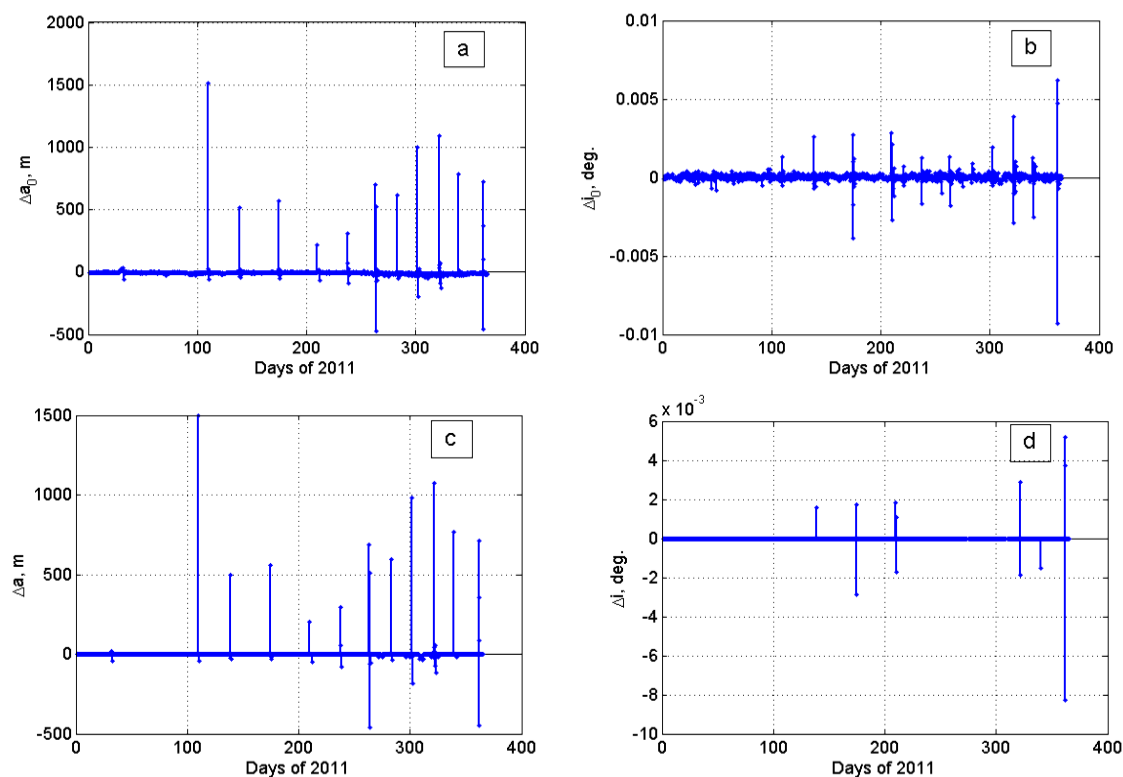 a
2000
1500
1000
500
0
-500
Δa₀, m
0 100 200 300 400
Days of 2011
b
0.01
0.005
0
-0.005
-0.01
Δi₀, deg.
0 100 200 300 400
Days of 2011
c
1500
1000
500
0
-500
Δa, m
0 100 200 300 400
Days of 2011
d
x 10⁻³
6
4
2
0
-2
-4
-6
-8
-10
Δi, deg.
0 100 200 300 400
Days of 2011